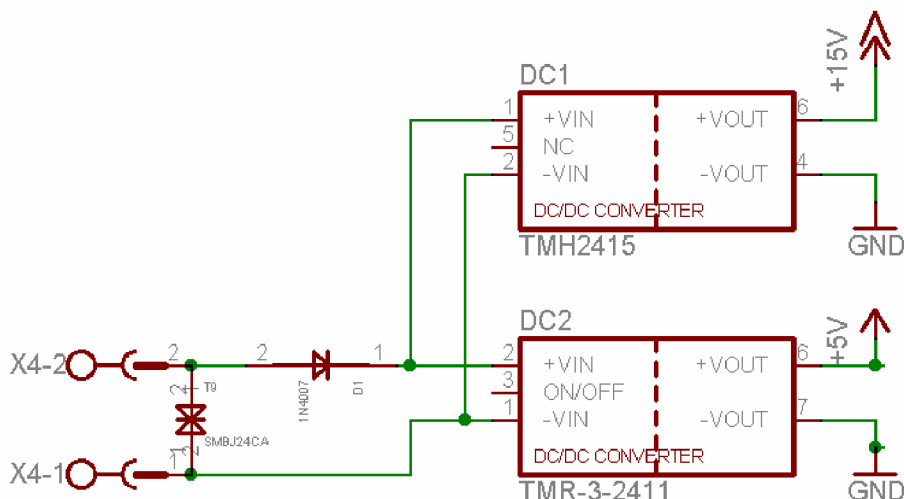 DC1
+15V
1 +VIN +VOUT 6
5 NC
2 -VIN -VOUT 4
DC/DC CONVERTER
TMH2415
GND
DC2
+5V
X4-2 2 2 1
2 +VIN +VOUT 6
3 ON/OFF
1 -VIN -VOUT 7
1N4007 D1
2 T9
SMBJ24CA
X4-1 1
DC/DC CONVERTER
TMR-3-2411
GND